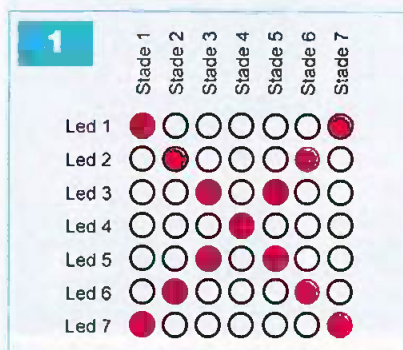 1
Stade 1
Stade 2
Stade 3
Stade 4
Stade 5
Stade 6
Stade 7
Led 1
Led 2
Led 3
Led 4
Led 5
Led 6
Led 7